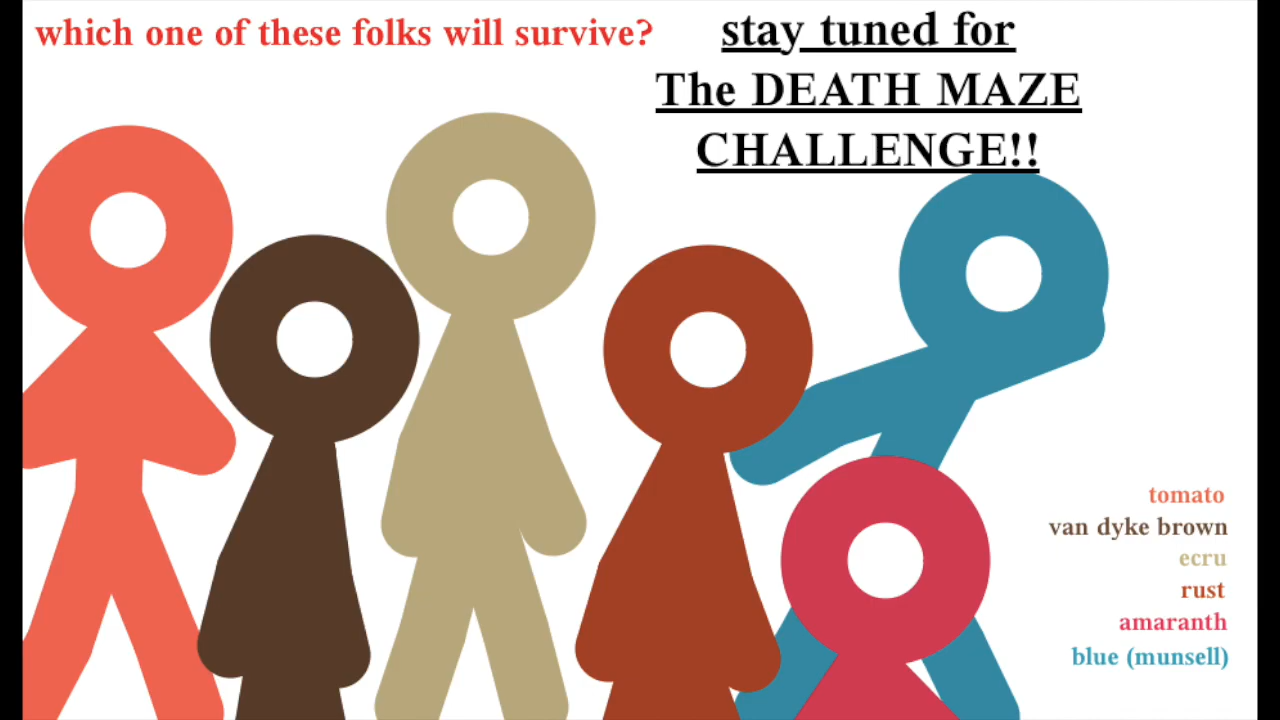 which one of these folks will survive?
stay tuned for
The DEATH MAZE
CHALLENGE!!
tomato
van dyke brown
ecru
rust
amaranth
blue (munsell)